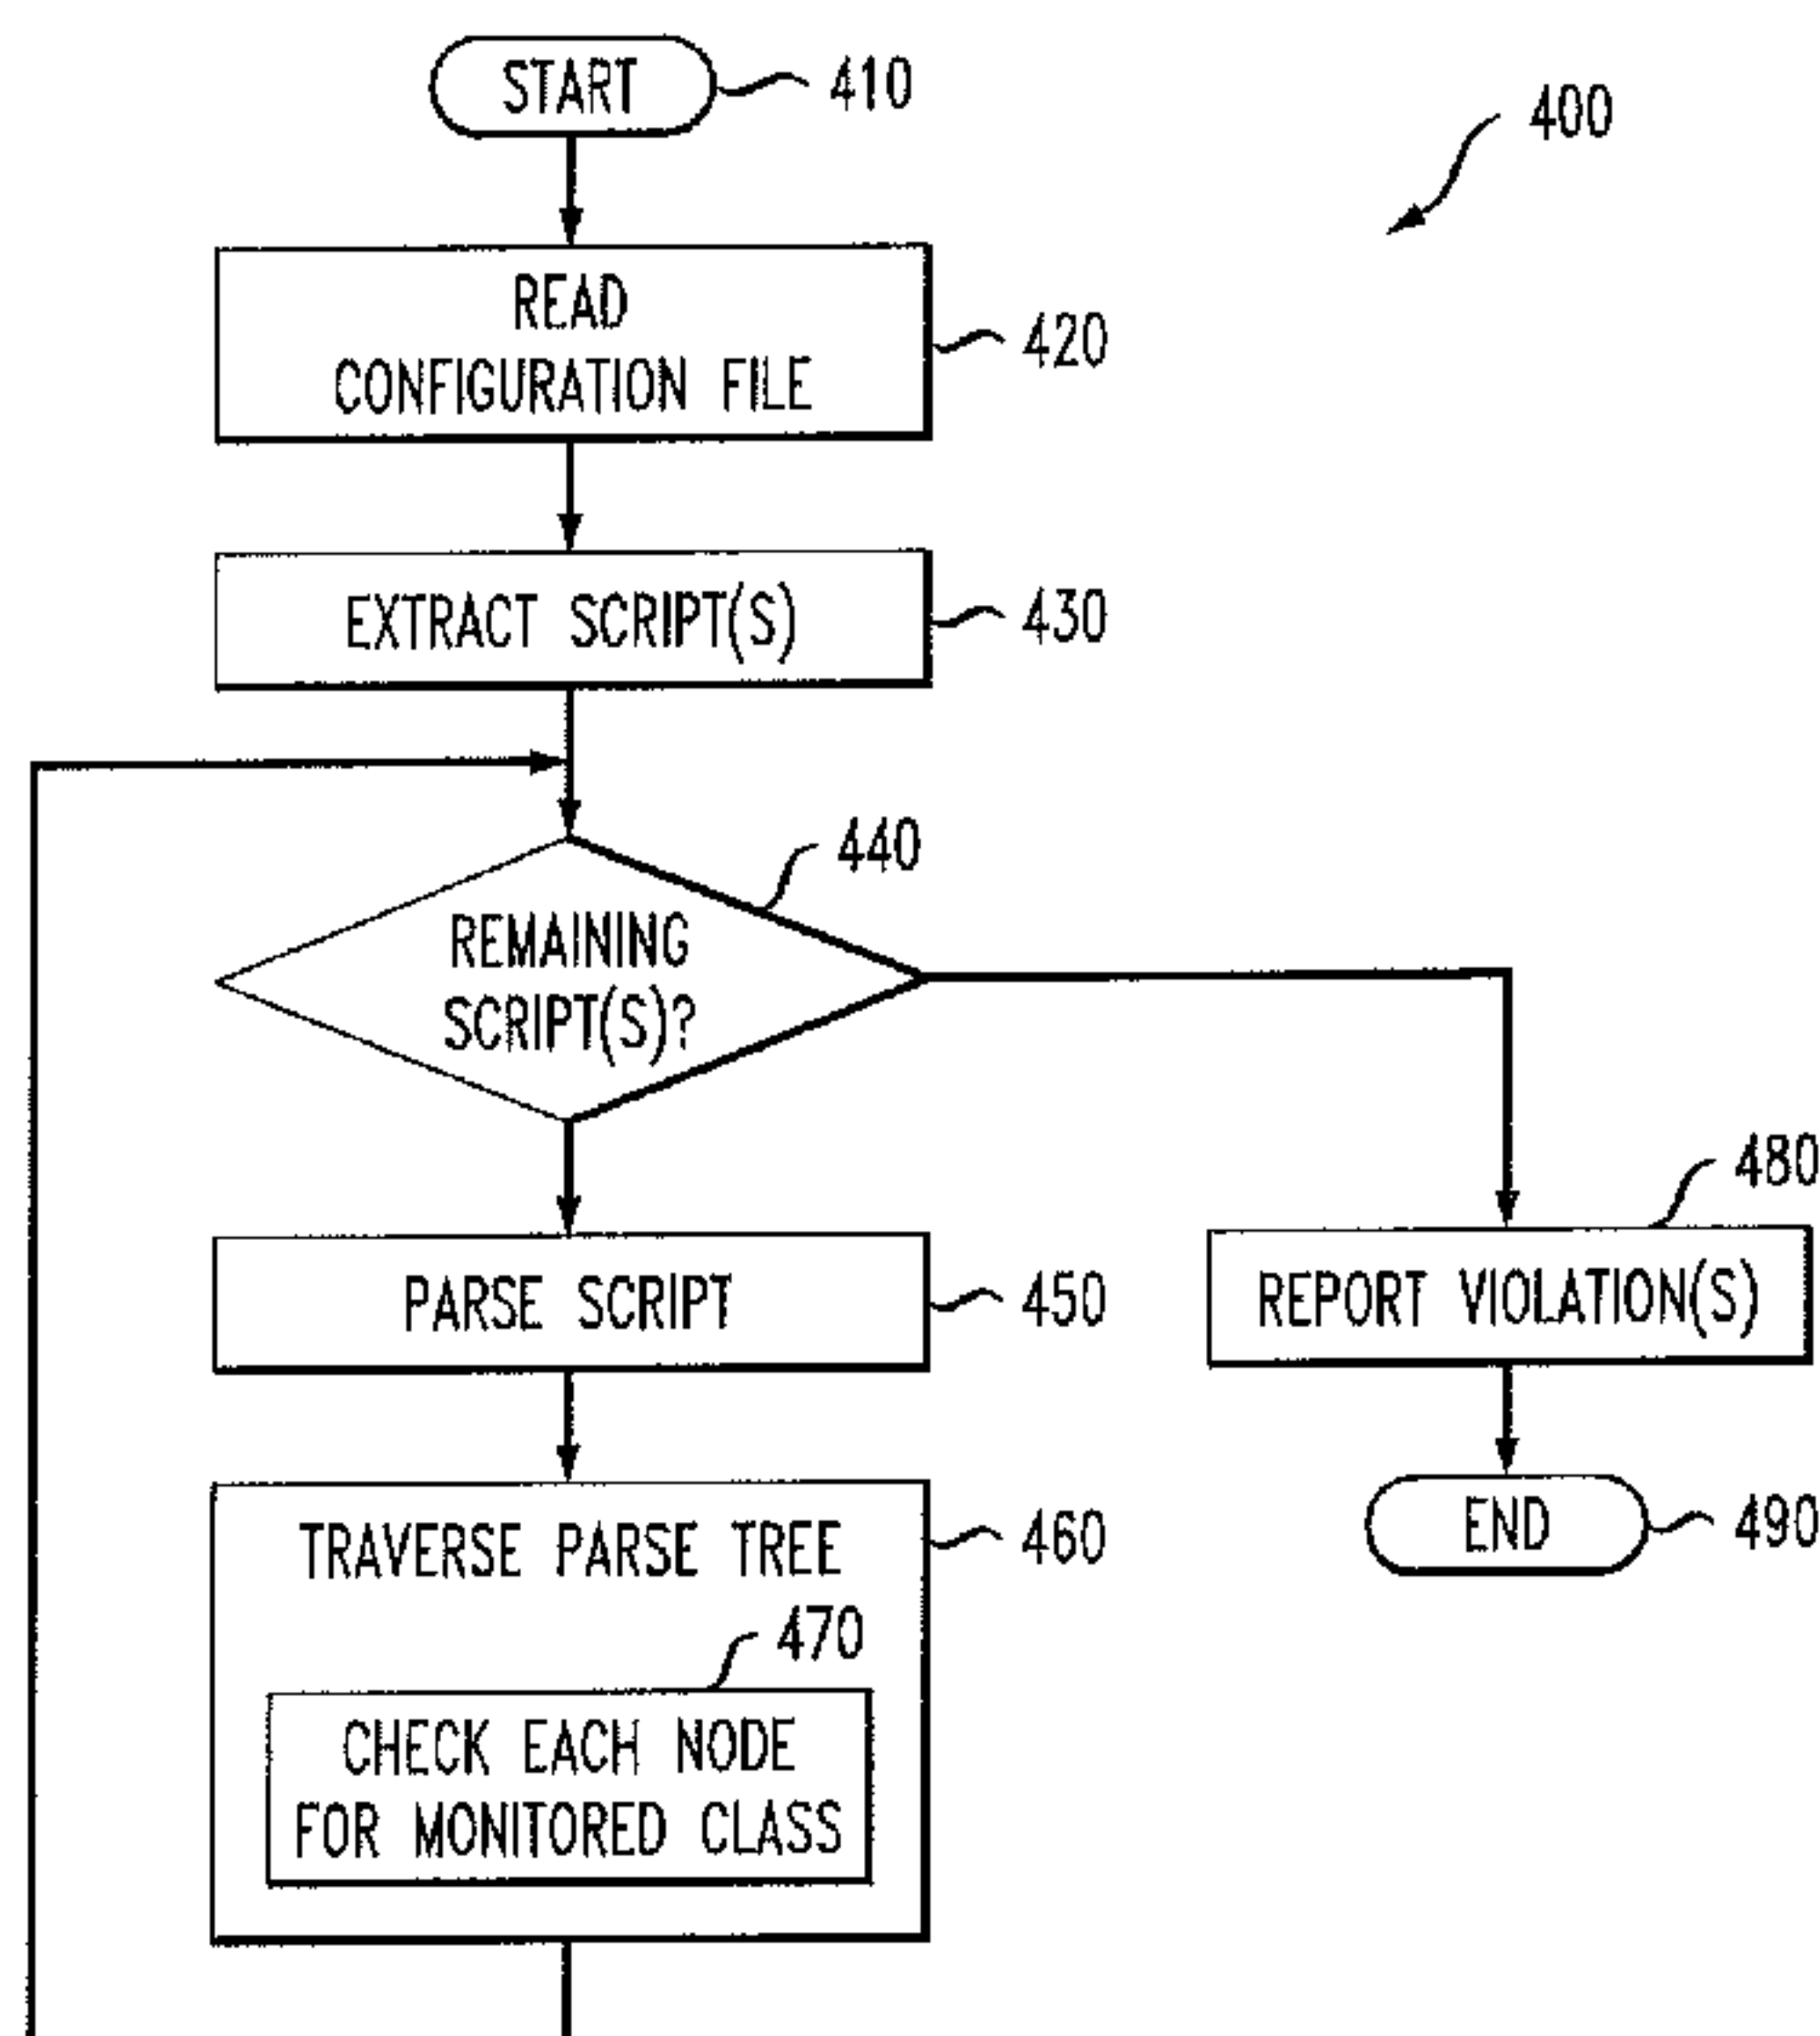 START
410
400
READ
CONFIGURATION FILE
420
EXTRACT SCRIPT(S)
430
440
REMAINING
SCRIPT(S)?
480
PARSE SCRIPT
450
REPORT VIOLATION(S)
TRAVERSE PARSE TREE
460
END
490
470
CHECK EACH NODE
FOR MONITORED CLASS